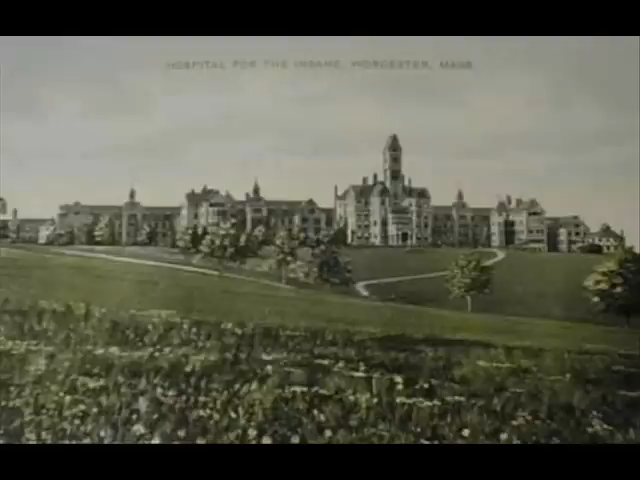 HOSPITAL FOR THE INSANE, WORCESTER, MASS.